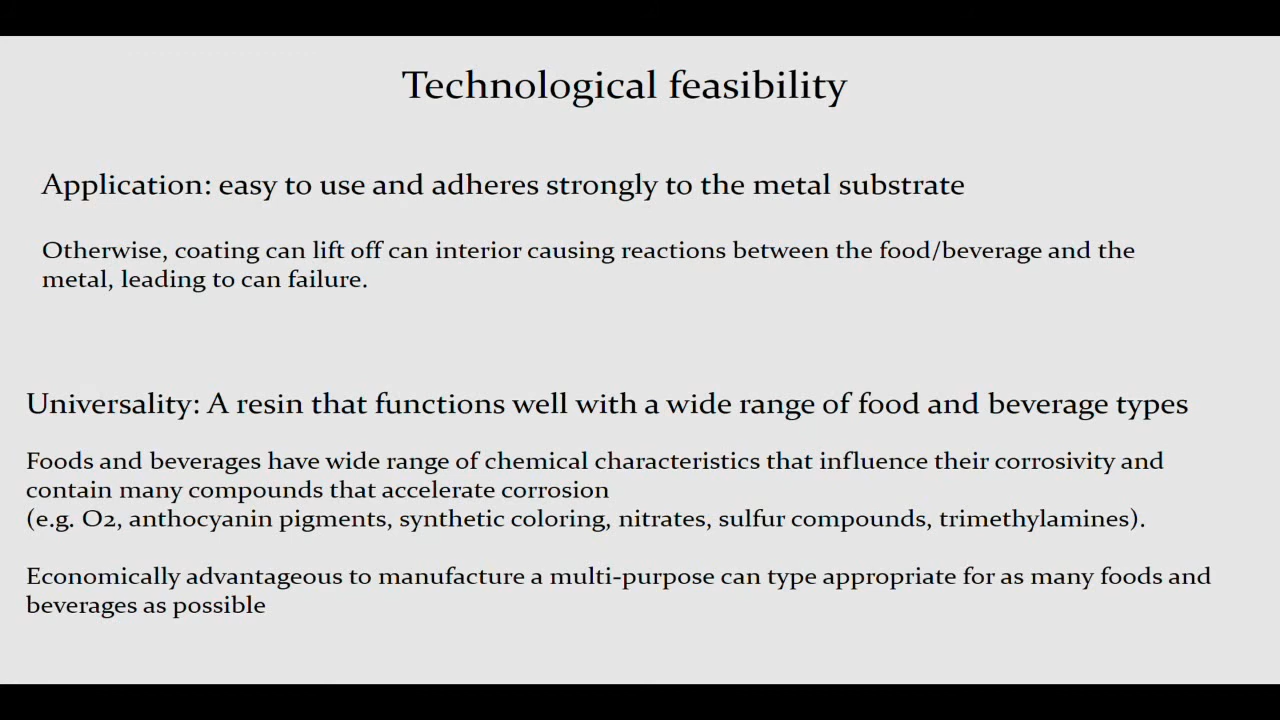 Technological feasibility
Application: easy to use and adheres strongly to the metal substrate
Otherwise, coating can lift off can interior causing reactions between the food/beverage and the
metal, leading to can failure.
Universality: A resin that functions well with a wide range of food and beverage types
Foods and beverages have wide range of chemical characteristics that influence their corrosivity and
contain many compounds that accelerate corrosion
(e.g. O2, anthocyanin pigments, synthetic coloring, nitrates, sulfur compounds, trimethylamines).
Economically advantageous to manufacture a multi-purpose can type appropriate for as many foods and
beverages as possible